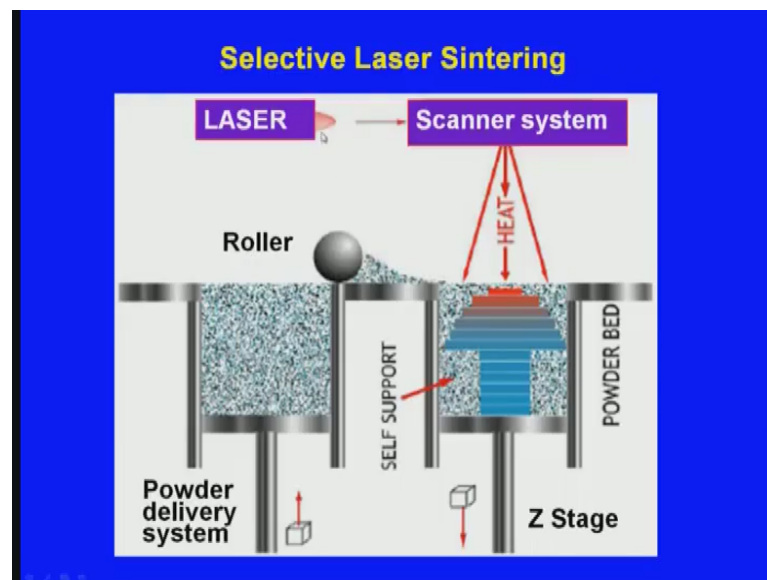 Selective Laser Sintering
LASER
Scanner system
HEAT
Roller
SELF SUPPORT
POWDER BED
Powder
delivery
system
Z Stage